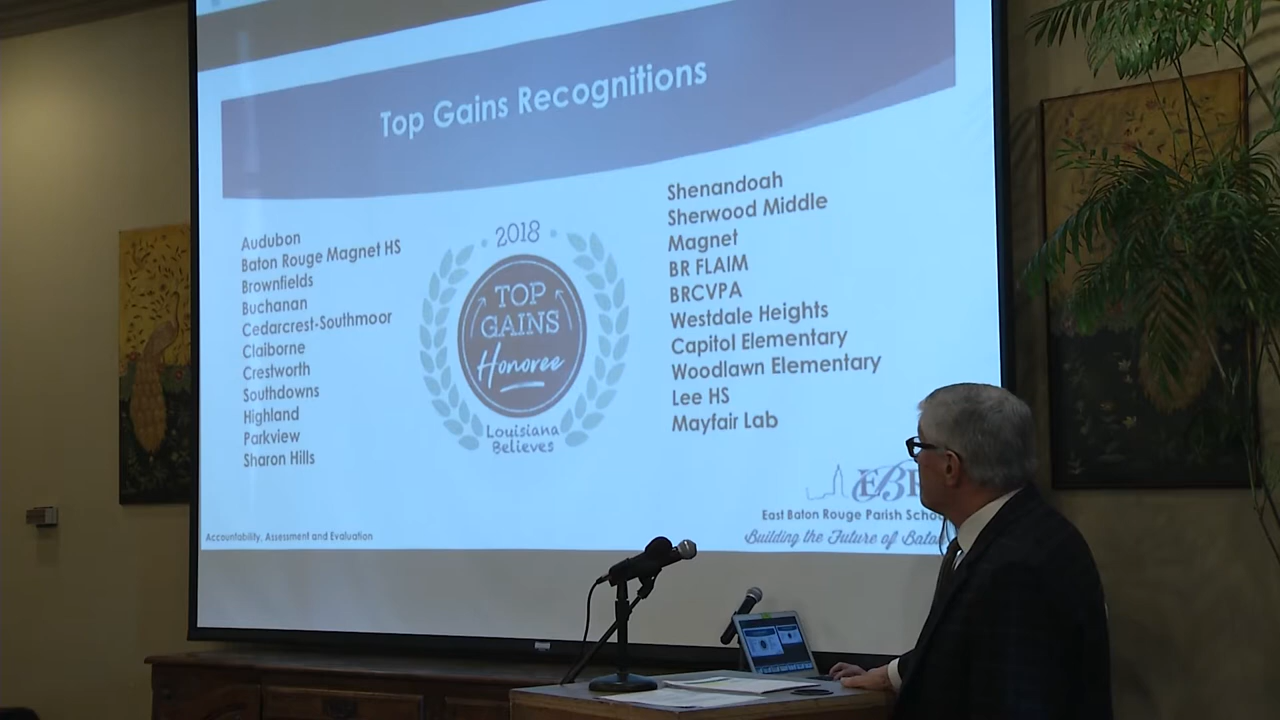 Top Gains Recognitions
Audubon
Baton Rouge Magnet HS
Brownfields
Buchanan
Cedarcrest-Southmoor
Claiborne
Crestworth
Southdowns
Highland
Parkview
Sharon Hills
2018
TOP
GAINS
Honoree
Louisiana
Believes
Shenandoah
Sherwood Middle
Magnet
BR FLAIM
BRCVPA
Westdale Heights
Capitol Elementary
Woodlawn Elementary
Lee HS
Mayfair Lab
Accountability, Assessment and Evaluation
East Baton Rouge Parish
Building the Future of